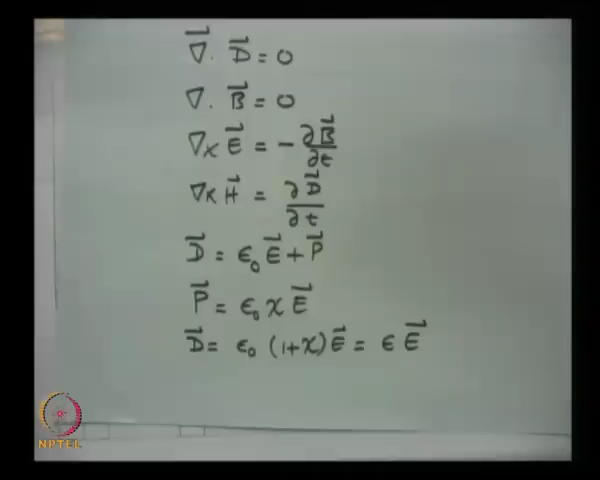 ∇⃗. D⃗ = 0
∇. B⃗ = 0
∇x E⃗ = - ∂B⃗/∂t
∇x H⃗ = ∂D⃗/∂t
D⃗ = ϵ₀ E⃗ + P⃗
P⃗ = ϵ₀ χ E⃗
D⃗ = ϵ₀ (1+χ) E⃗ = ϵ E⃗
NPTEL